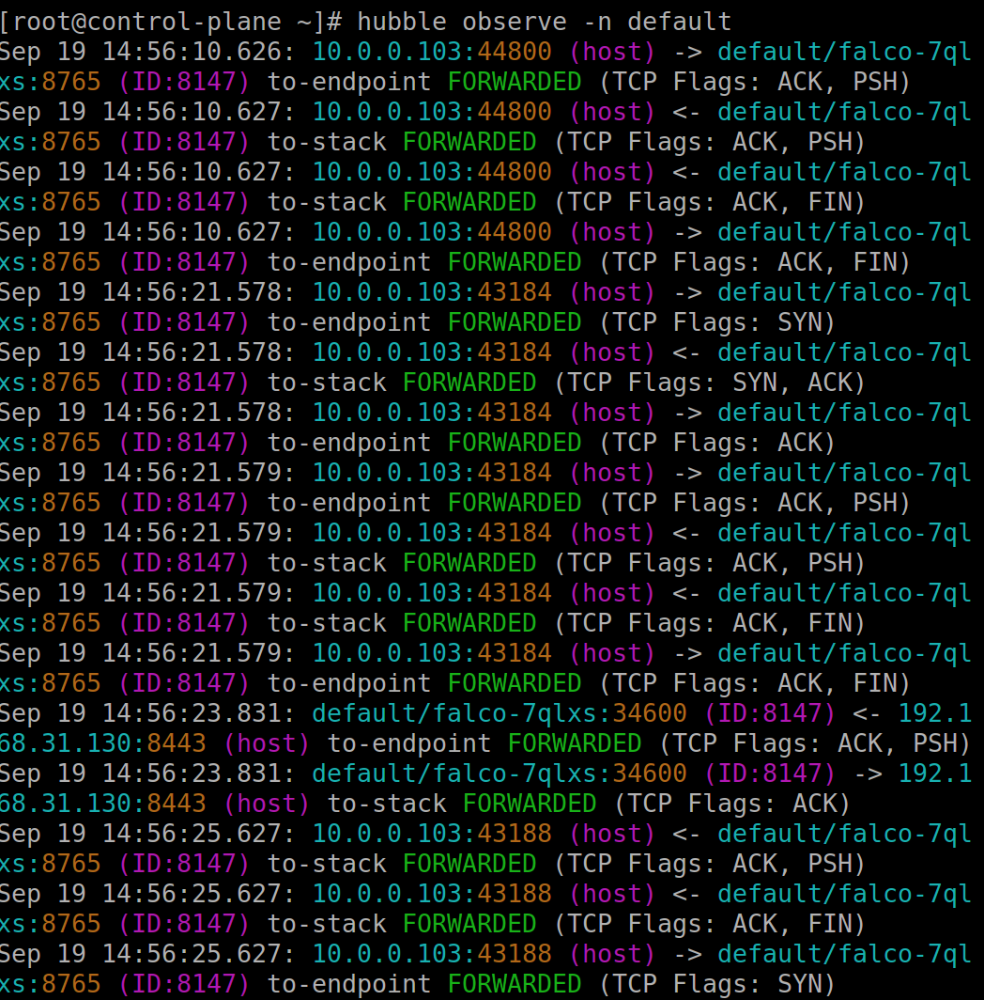 [root@control-plane ~]# hubble observe -n default
Sep 19 14:56:10.626: 10.0.0.103:44800 (host) -> default/falco-7ql
xs:8765 (ID:8147) to-endpoint FORWARDED (TCP Flags: ACK, PSH)
Sep 19 14:56:10.627: 10.0.0.103:44800 (host) <- default/falco-7ql
xs:8765 (ID:8147) to-stack FORWARDED (TCP Flags: ACK, PSH)
Sep 19 14:56:10.627: 10.0.0.103:44800 (host) <- default/falco-7ql
xs:8765 (ID:8147) to-stack FORWARDED (TCP Flags: ACK, FIN)
Sep 19 14:56:10.627: 10.0.0.103:44800 (host) -> default/falco-7ql
xs:8765 (ID:8147) to-endpoint FORWARDED (TCP Flags: ACK, FIN)
Sep 19 14:56:21.578: 10.0.0.103:43184 (host) -> default/falco-7ql
xs:8765 (ID:8147) to-endpoint FORWARDED (TCP Flags: SYN)
Sep 19 14:56:21.578: 10.0.0.103:43184 (host) <- default/falco-7ql
xs:8765 (ID:8147) to-stack FORWARDED (TCP Flags: SYN, ACK)
Sep 19 14:56:21.578: 10.0.0.103:43184 (host) -> default/falco-7ql
xs:8765 (ID:8147) to-endpoint FORWARDED (TCP Flags: ACK)
Sep 19 14:56:21.579: 10.0.0.103:43184 (host) -> default/falco-7ql
xs:8765 (ID:8147) to-endpoint FORWARDED (TCP Flags: ACK, PSH)
Sep 19 14:56:21.579: 10.0.0.103:43184 (host) <- default/falco-7ql
xs:8765 (ID:8147) to-stack FORWARDED (TCP Flags: ACK, PSH)
Sep 19 14:56:21.579: 10.0.0.103:43184 (host) <- default/falco-7ql
xs:8765 (ID:8147) to-stack FORWARDED (TCP Flags: ACK, FIN)
Sep 19 14:56:21.579: 10.0.0.103:43184 (host) -> default/falco-7ql
xs:8765 (ID:8147) to-endpoint FORWARDED (TCP Flags: ACK, FIN)
Sep 19 14:56:23.831: default/falco-7qlxs:34600 (ID:8147) <- 192.1
68.31.130:8443 (host) to-endpoint FORWARDED (TCP Flags: ACK, PSH)
Sep 19 14:56:23.831: default/falco-7qlxs:34600 (ID:8147) -> 192.1
68.31.130:8443 (host) to-stack FORWARDED (TCP Flags: ACK)
Sep 19 14:56:25.627: 10.0.0.103:43188 (host) <- default/falco-7ql
xs:8765 (ID:8147) to-stack FORWARDED (TCP Flags: ACK, PSH)
Sep 19 14:56:25.627: 10.0.0.103:43188 (host) <- default/falco-7ql
xs:8765 (ID:8147) to-stack FORWARDED (TCP Flags: ACK, FIN)
Sep 19 14:56:25.627: 10.0.0.103:43188 (host) -> default/falco-7ql
xs:8765 (ID:8147) to-endpoint FORWARDED (TCP Flags: SYN)